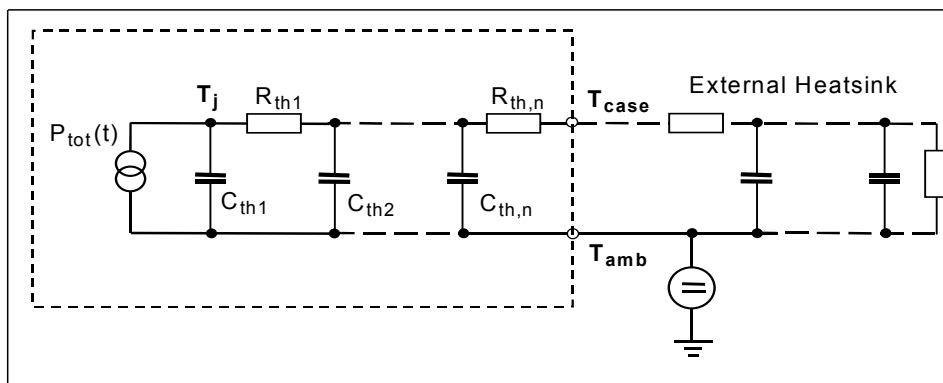 External Heatsink
T_j
R_th1
R_th,n
T_case
P_tot(t)
C_th1
C_th2
C_th,n
T_amb